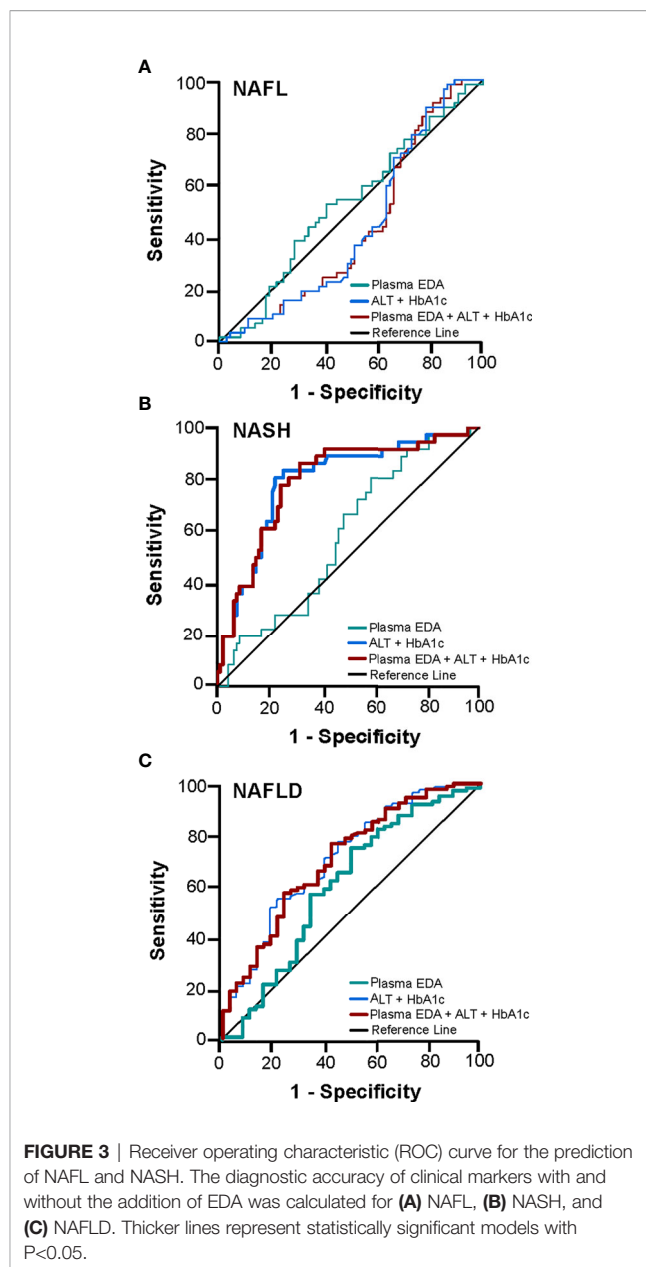 A
NAFL
100
80
60
40
20
0
Sensitivity
Plasma EDA
ALT + HbA1c
Plasma EDA + ALT + HbA1c
Reference Line
0 20 40 60 80 100
1 - Specificity
B
NASH
100
80
60
40
20
0
Sensitivity
Plasma EDA
ALT + HbA1c
Plasma EDA + ALT + HbA1c
Reference Line
0 20 40 60 80 100
1 - Specificity
C
NAFLD
100
80
60
40
20
0
Sensitivity
Plasma EDA
ALT + HbA1c
Plasma EDA + ALT + HbA1c
Reference Line
0 20 40 60 80 100
1 - Specificity
FIGURE 3 | Receiver operating characteristic (ROC) curve for the prediction
of NAFL and NASH. The diagnostic accuracy of clinical markers with and
without the addition of EDA was calculated for (A) NAFL, (B) NASH, and
(C) NAFLD. Thicker lines represent statistically significant models with
P<0.05.